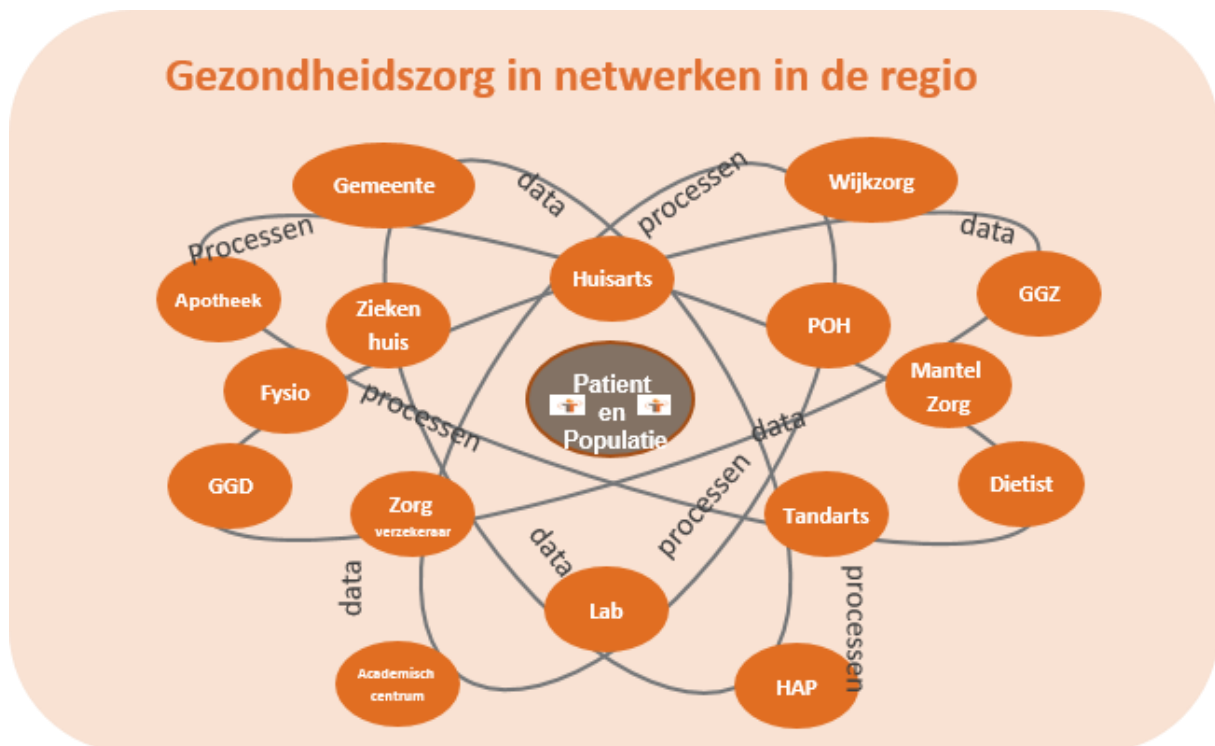 Gezondheidszorg in netwerken in de regio
Gemeente
data
processen
Wijkzorg
Processen
data
Apotheek
Zieken
huis
Huisarts
POH
GGZ
Fysio
processen
Patient
en
Populatie
data
Mantel
Zorg
GGD
Zorg
verzekeraar
data
processen
Tandarts
Dietist
data
Lab
processen
Academisch
centrum
HAP